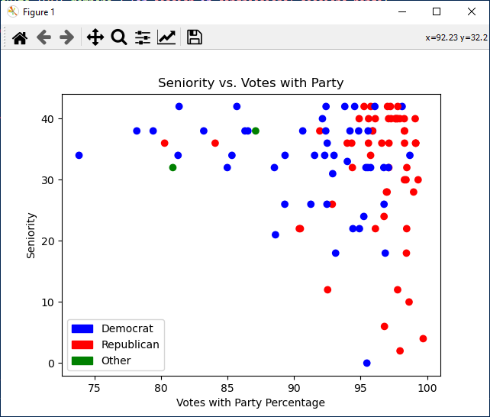 Figure 1
x=92.23 y=32.2
Seniority vs. Votes with Party
40
30
20
10
0
Seniority
Democrat
Republican
Other
75 80 85 90 95 100
Votes with Party Percentage